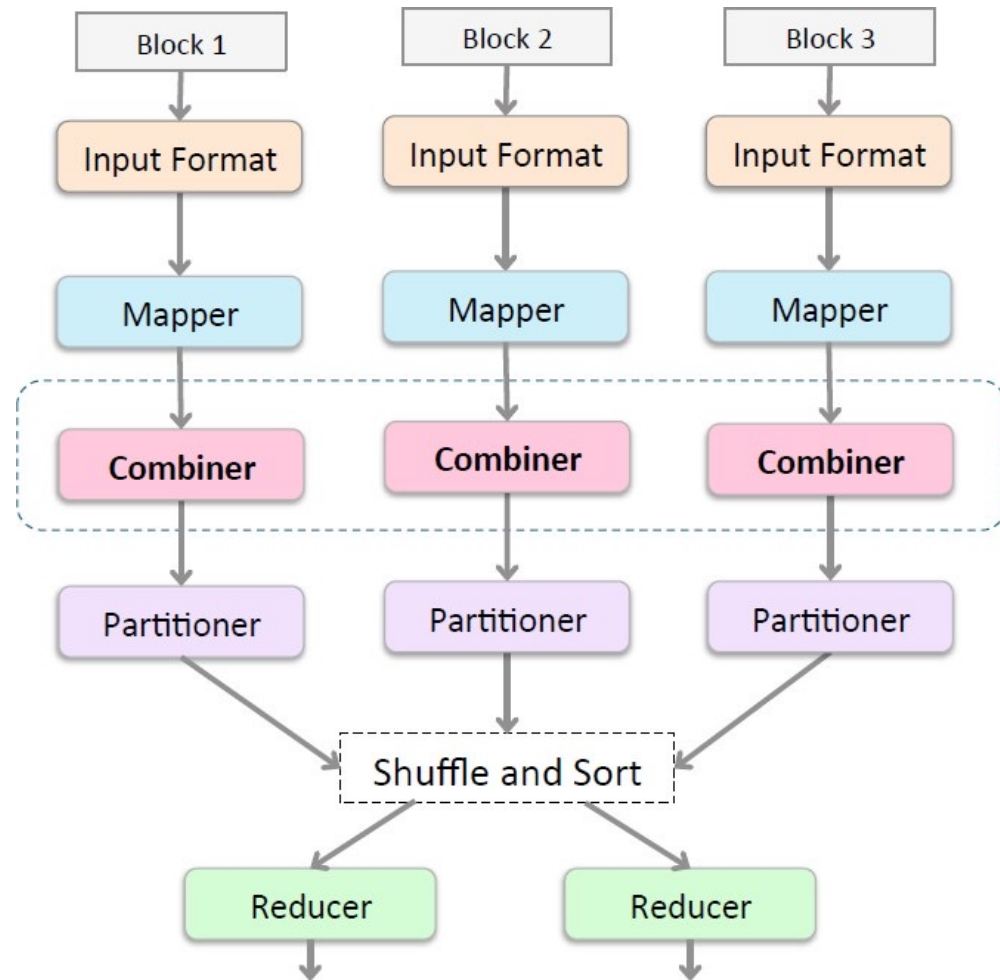 Block 1
Block 2
Block 3
Input Format
Input Format
Input Format
Mapper
Mapper
Mapper
Combiner
Combiner
Combiner
Partitioner
Partitioner
Partitioner
Shuffle and Sort
Reducer
Reducer